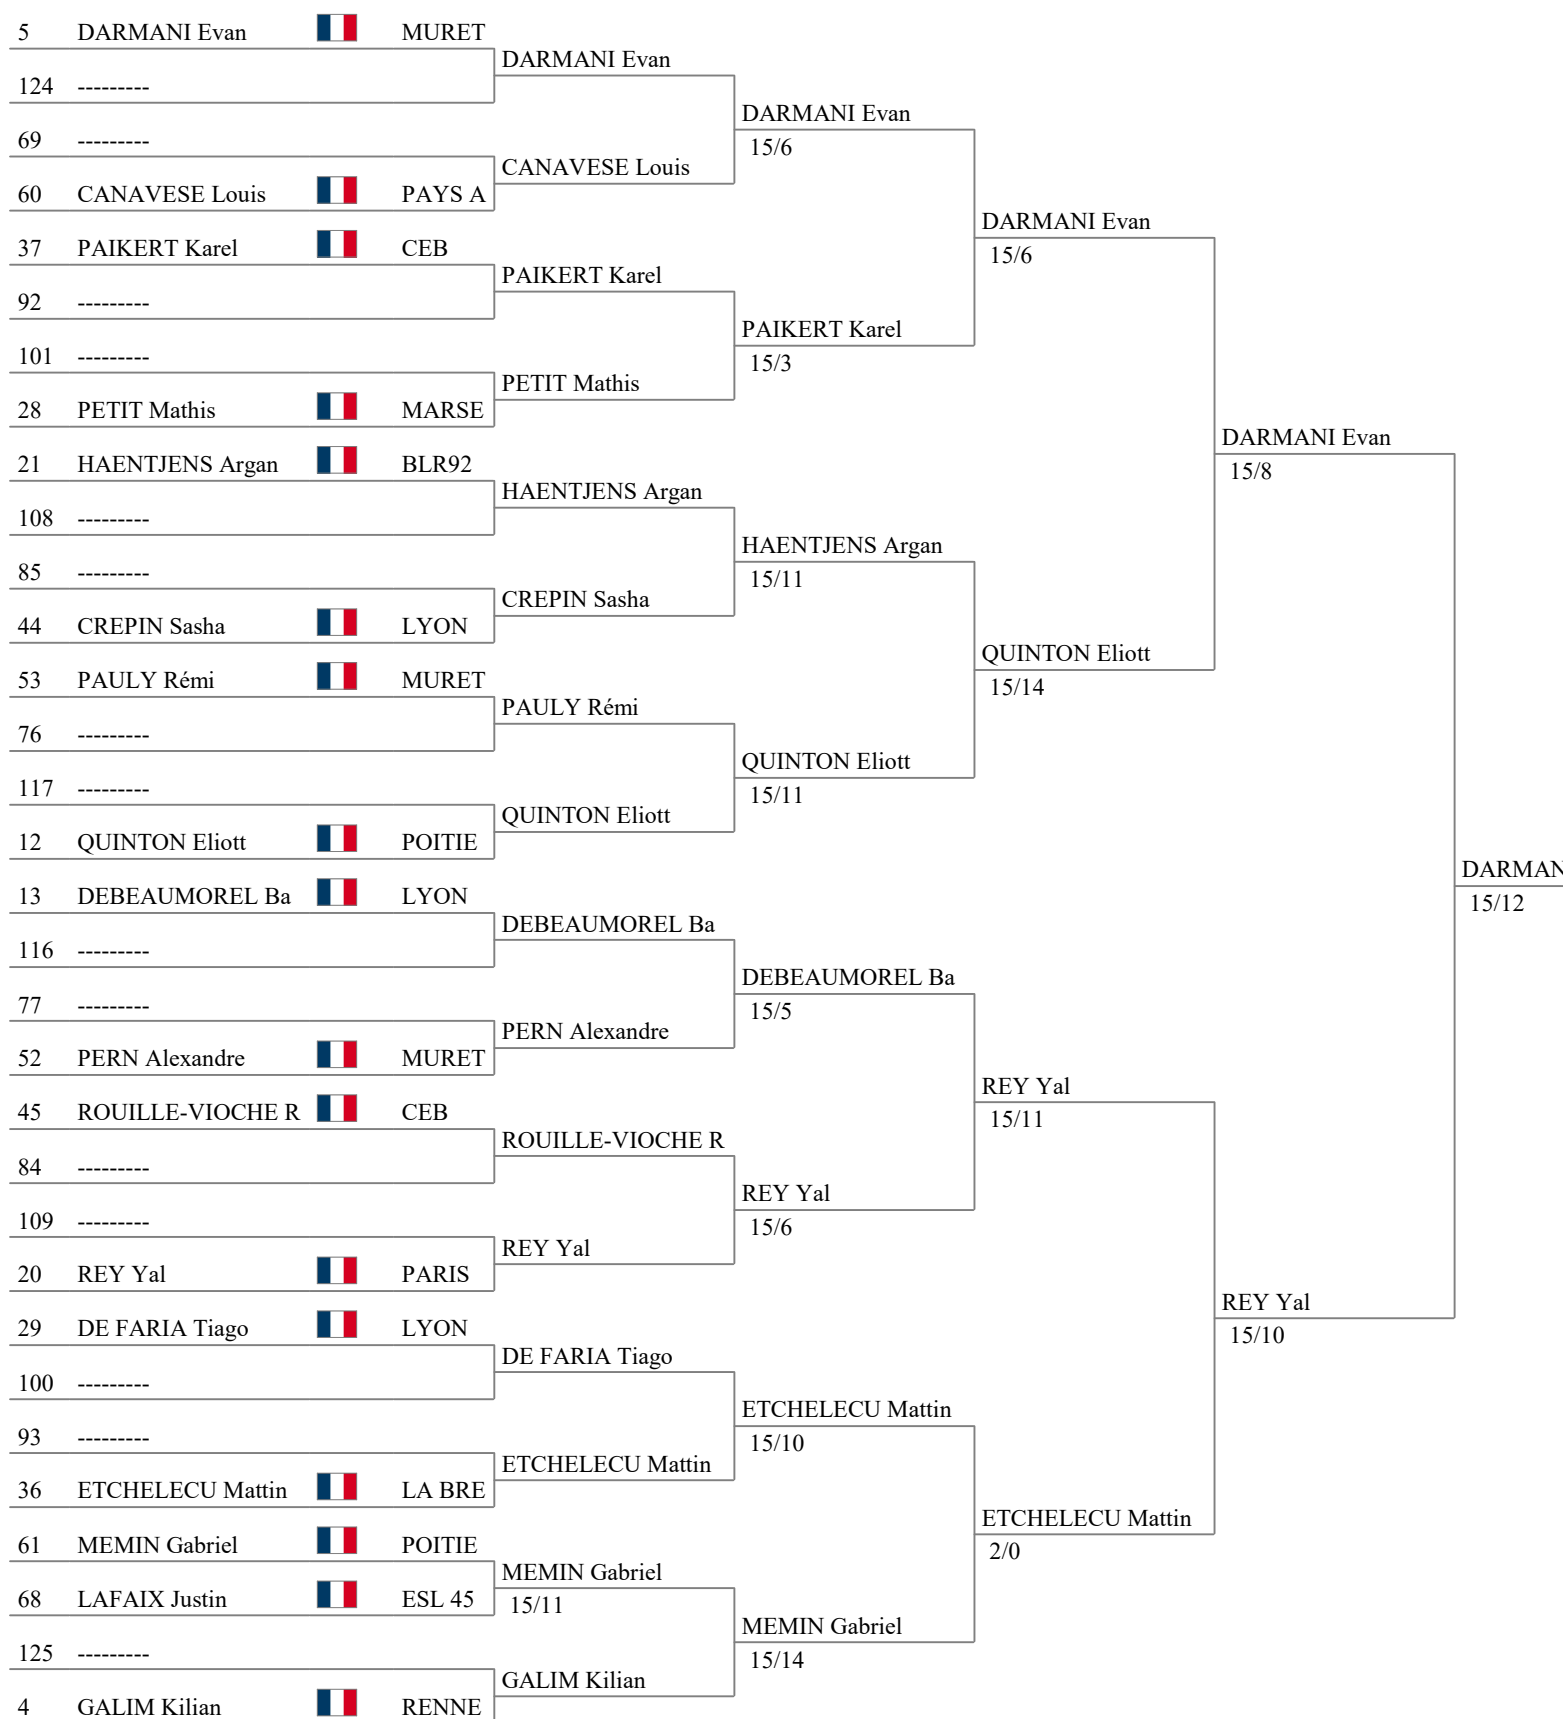 5 DARMANI Evan MURET
124 ---------
69 ---------
60 CANAVESE Louis PAYS A
37 PAIKERT Karel CEB
92 ---------
101 ---------
28 PETIT Mathis MARSE
21 HAENTJENS Argan BLR92
108 ---------
85 ---------
44 CREPIN Sasha LYON
53 PAULY Rémi MURET
76 ---------
117 ---------
12 QUINTON Eliott POITIE
13 DEBEAUMOREL Ba LYON
116 ---------
77 ---------
52 PERN Alexandre MURET
45 ROUILLE-VIOCHE R CEB
84 ---------
109 ---------
20 REY Yal PARIS
29 DE FARIA Tiago LYON
100 ---------
93 ---------
36 ETCHELECU Mattin LA BRE
61 MEMIN Gabriel POITIE
68 LAFAIX Justin ESL 45
125 ---------
4 GALIM Kilian RENNE
DARMANI Evan
CANAVESE Louis
PAIKERT Karel
PETIT Mathis
HAENTJENS Argan
CREPIN Sasha
PAULY Rémi
QUINTON Eliott
DEBEAUMOREL Ba
PERN Alexandre
ROUILLE-VIOCHE R
REY Yal
DE FARIA Tiago
ETCHELECU Mattin
MEMIN Gabriel
15/11
GALIM Kilian
DARMANI Evan
15/6
PAIKERT Karel
15/3
HAENTJENS Argan
15/11
QUINTON Eliott
15/11
DEBEAUMOREL Ba
15/5
REY Yal
15/6
ETCHELECU Mattin
15/10
MEMIN Gabriel
15/14
DARMANI Evan
15/6
QUINTON Eliott
15/14
REY Yal
15/11
ETCHELECU Mattin
2/0
DARMANI Evan
15/8
REY Yal
15/10
DARMAN
15/12